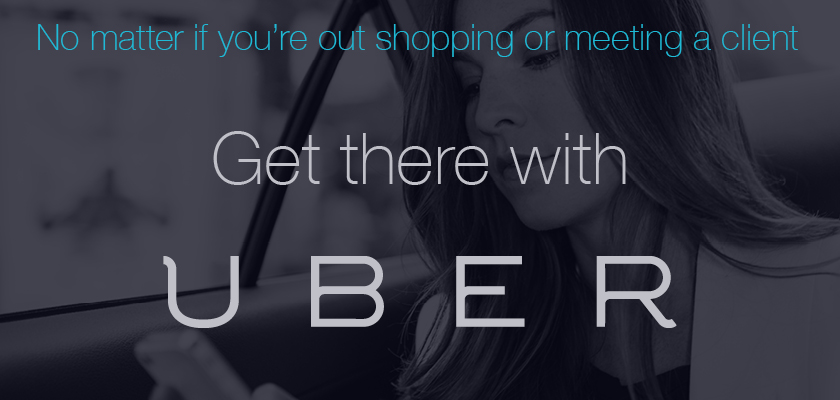 No matter if you’re out shopping or meeting a client
Get there with
UBER